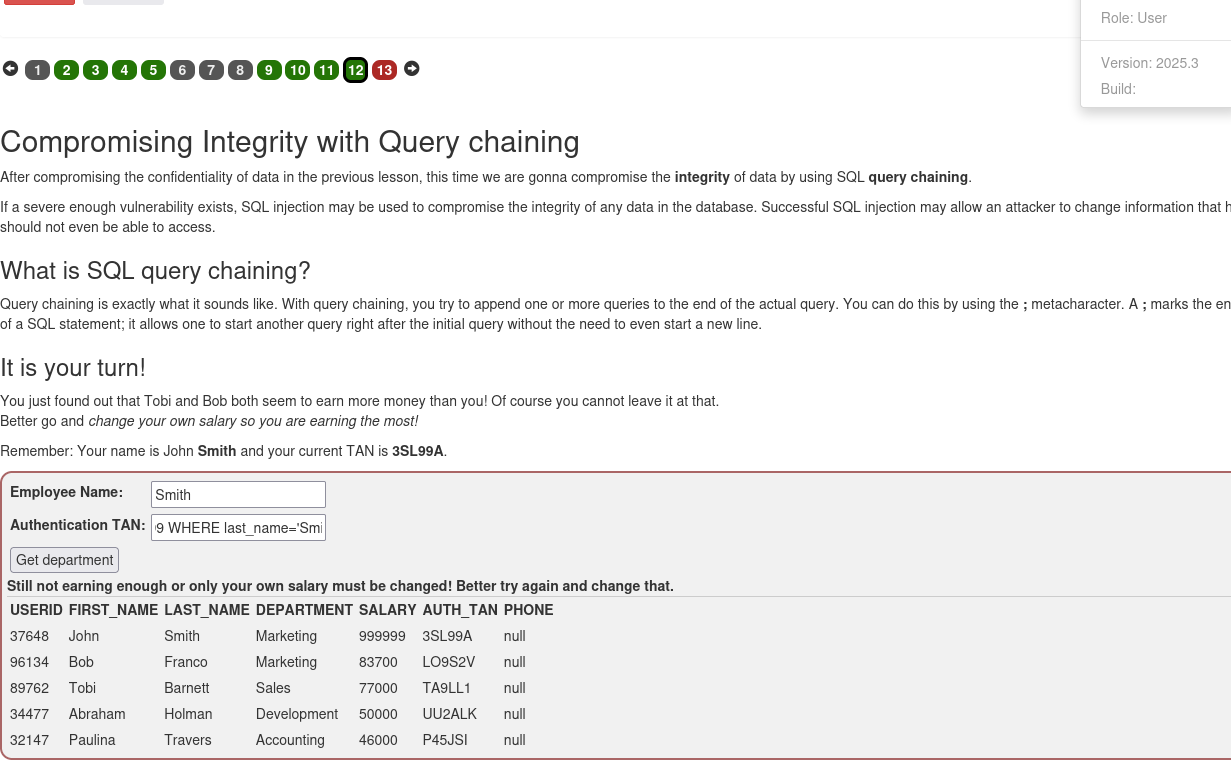 Role: User
1 2 3 4 5 6 7 8 9 10 11 12 13
Version: 2025.3
Build:
Compromising Integrity with Query chaining
After compromising the confidentiality of data in the previous lesson, this time we are gonna compromise the integrity of data by using SQL query chaining.
If a severe enough vulnerability exists, SQL injection may be used to compromise the integrity of any data in the database. Successful SQL injection may allow an attacker to change information that
should not even be able to access.
What is SQL query chaining?
Query chaining is exactly what it sounds like. With query chaining, you try to append one or more queries to the end of the actual query. You can do this by using the ; metacharacter. A ; marks the
of a SQL statement; it allows one to start another query right after the initial query without the need to even start a new line.
It is your turn!
You just found out that Tobi and Bob both seem to earn more money than you! Of course you cannot leave it at that.
Better go and change your own salary so you are earning the most!
Remember: Your name is John Smith and your current TAN is 3SL99A.
Employee Name: Smith
Authentication TAN: 9 WHERE last_name='Smi
Get department
Still not earning enough or only your own salary must be changed! Better try again and change that.
USERID FIRST_NAME LAST_NAME DEPARTMENT SALARY AUTH_TAN PHONE
37648 John Smith Marketing 999999 3SL99A null
96134 Bob Franco Marketing 83700 LO9S2V null
89762 Tobi Barnett Sales 77000 TA9LL1 null
34477 Abraham Holman Development 50000 UU2ALK null
32147 Paulina Travers Accounting 46000 P45JSI null